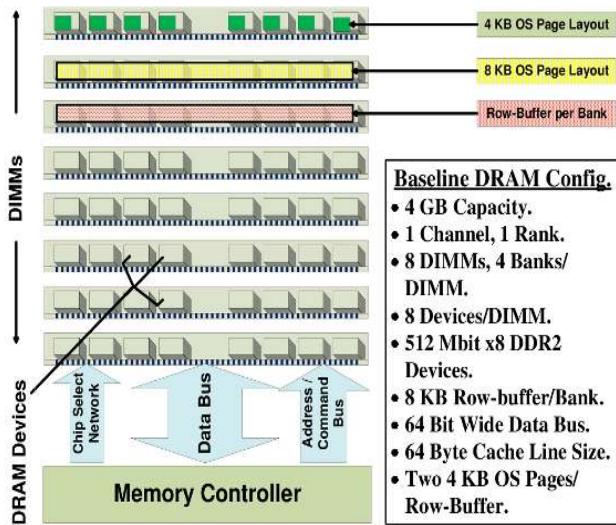 4 KB OS Page Layout
8 KB OS Page Layout
Row-Buffer per Bank
DIMMs
DRAM Devices
Chip Select
Network
Data Bus
Address /
Command
Bus
Memory Controller
Baseline DRAM Config.
• 4 GB Capacity.
• 1 Channel, 1 Rank.
• 8 DIMMs, 4 Banks/
DIMM.
• 8 Devices/DIMM.
• 512 Mbit x8 DDR2
Devices.
• 8 KB Row-buffer/Bank.
• 64 Bit Wide Data Bus.
• 64 Byte Cache Line Size.
• Two 4 KB OS Pages/
Row-Buffer.